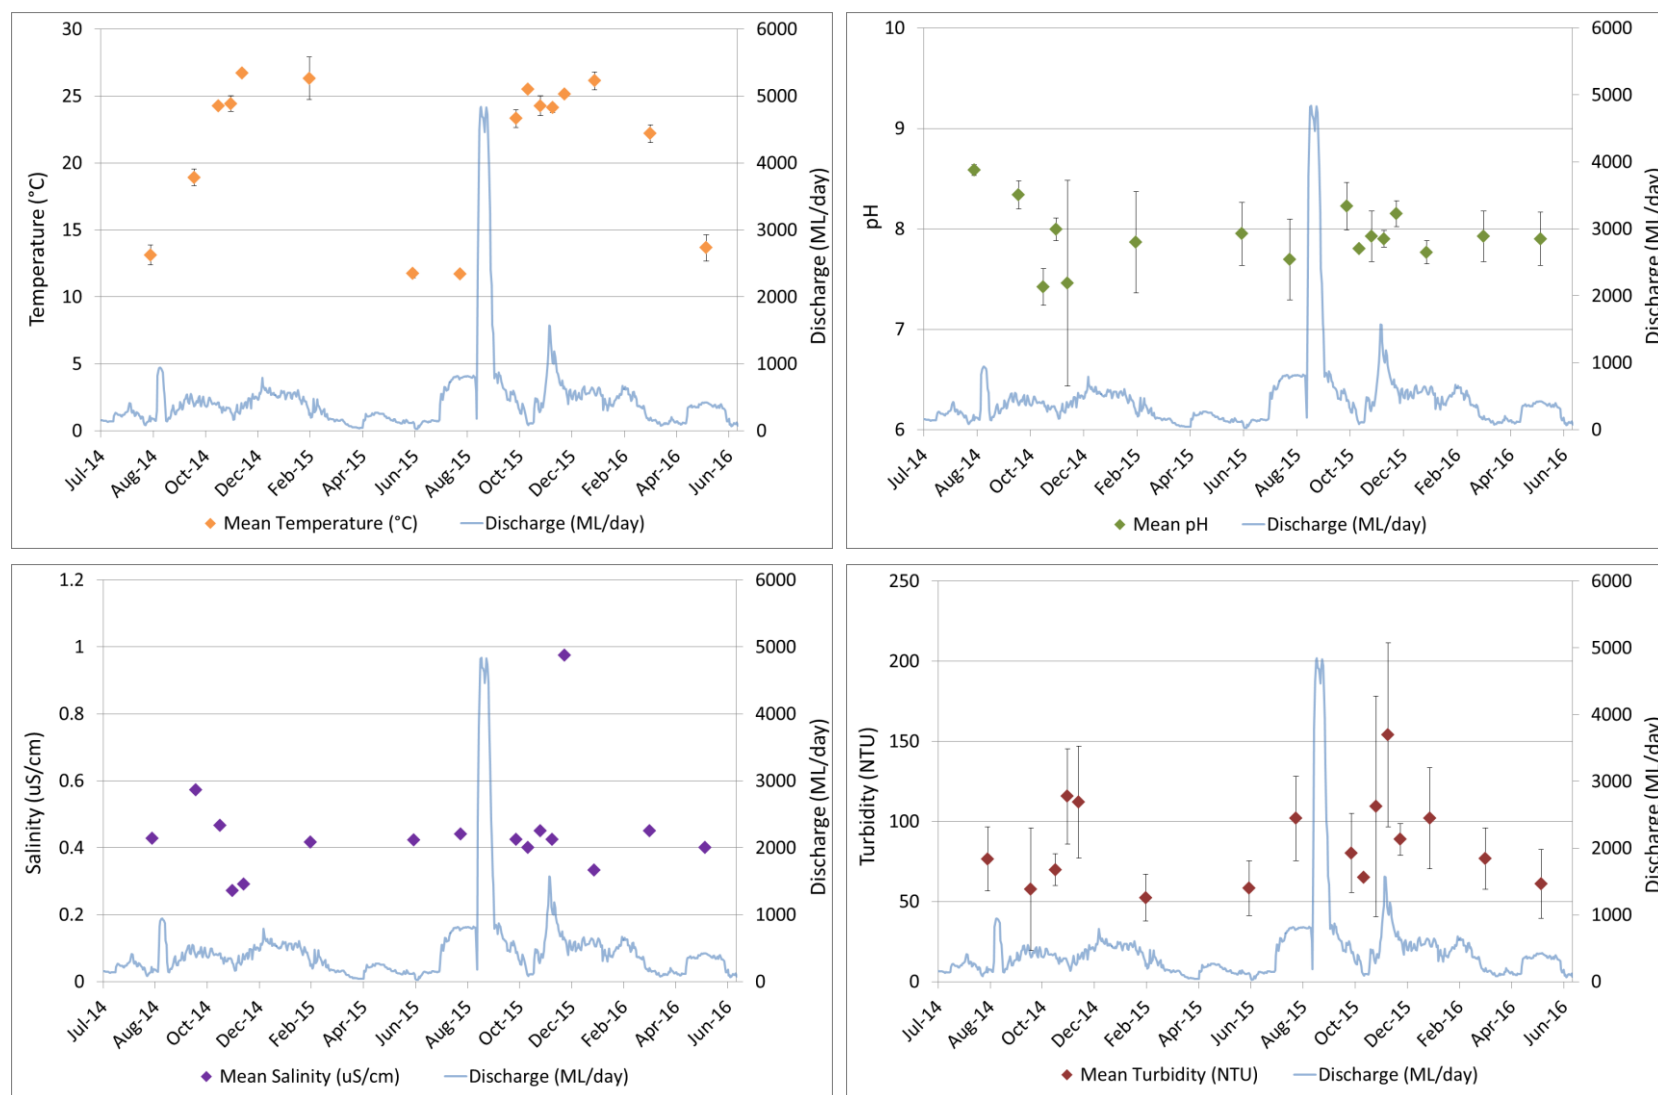 30
25
20
15
10
5
0
Temperature (°C)
6000
5000
4000
3000
2000
1000
0
Discharge (ML/day)
Jul-14
Aug-14
Oct-14
Dec-14
Feb-15
Apr-15
Jun-15
Aug-15
Oct-15
Dec-15
Feb-16
Apr-16
Jun-16
Mean Temperature (°C)
Discharge (ML/day)
10
9
8
7
6
pH
6000
5000
4000
3000
2000
1000
0
Discharge (ML/day)
Jul-14
Aug-14
Oct-14
Dec-14
Feb-15
Apr-15
Jun-15
Aug-15
Oct-15
Dec-15
Feb-16
Apr-16
Jun-16
Mean pH
Discharge (ML/day)
1.2
1
0.8
0.6
0.4
0.2
0
Salinity (uS/cm)
6000
5000
4000
3000
2000
1000
0
Discharge (ML/day)
Jul-14
Aug-14
Oct-14
Dec-14
Feb-15
Apr-15
Jun-15
Aug-15
Oct-15
Dec-15
Feb-16
Apr-16
Jun-16
Mean Salinity (uS/cm)
Discharge (ML/day)
250
200
150
100
50
0
Turbidity (NTU)
6000
5000
4000
3000
2000
1000
0
Discharge (ML/day)
Jul-14
Aug-14
Oct-14
Dec-14
Feb-15
Apr-15
Jun-15
Aug-15
Oct-15
Dec-15
Feb-16
Apr-16
Jun-16
Mean Turbidity (NTU)
Discharge (ML/day)